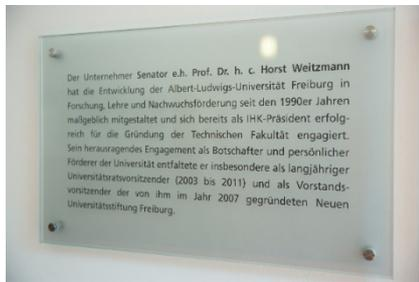 Der Unternehmer Senator e.h. Prof. Dr. h. c. Horst Weitzmann
hat die Entwicklung der Albert-Ludwigs-Universität Freiburg in
Forschung, Lehre und Nachwuchsförderung seit den 1990er Jahren
maßgeblich mitgestaltet und sich bereits als IHK-Präsident erfolg-
reich für die Gründung der Technischen Fakultät engagiert.
Sein herausragendes Engagement als Botschafter und persönlicher
Förderer der Universität entfaltete er insbesondere als langjähriger
Universitätsratsvorsitzender (2003 bis 2011) und als Vorstands-
vorsitzender der von ihm im Jahr 2007 gegründeten Neuen
Universitätsstiftung Freiburg.